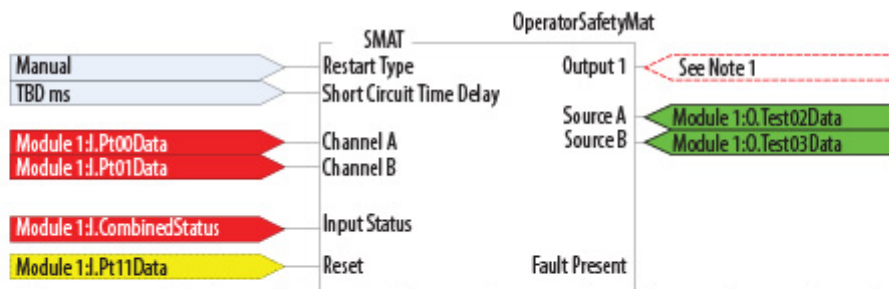 OperatorSafetyMat
SMAT
Manual
Restart Type
Output 1
See Note 1
TBD ms
Short Circuit Time Delay
Source A
Module 1:O.Test02Data
Module 1:I.Pt00Data
Channel A
Source B
Module 1:O.Test03Data
Module 1:I.Pt01Data
Channel B
Module 1:I.CombinedStatus
Input Status
Module 1:I.Pt11Data
Reset
Fault Present